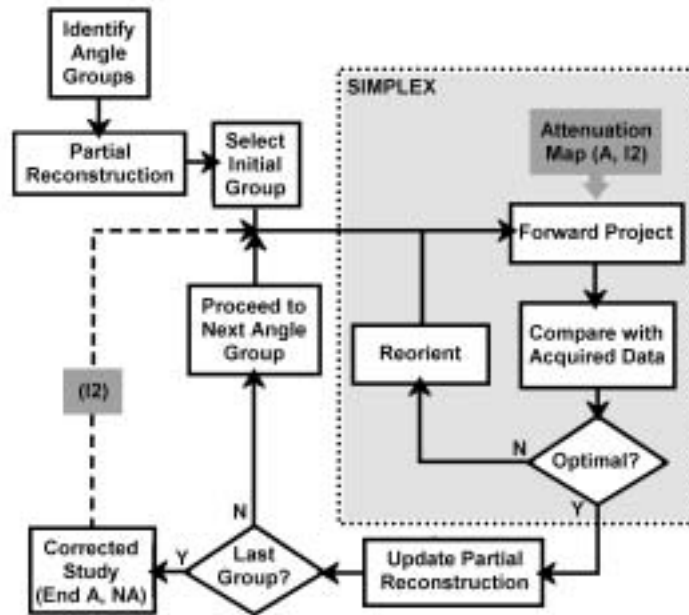 Identify
Angle
Groups
Partial
Reconstruction
Select
Initial
Group
SIMPLEX
Attenuation
Map (A, I2)
Forward Project
Compare with
Acquired Data
Reorient
Optimal?
N
Y
Proceed to
Next Angle
Group
(I2)
N
Y
Last
Group?
Update Partial
Reconstruction
Corrected
Study
(End A, NA)